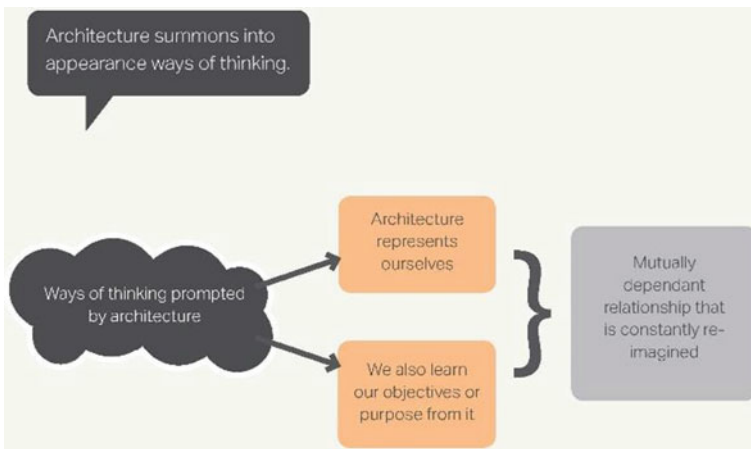 Architecture summons into
appearance ways of thinking.
Ways of thinking prompted
by architecture
Architecture
represents
ourselves
We also learn
our objectives or
purpose from it
Mutually
dependant
relationship that
is constantly re-
imagined